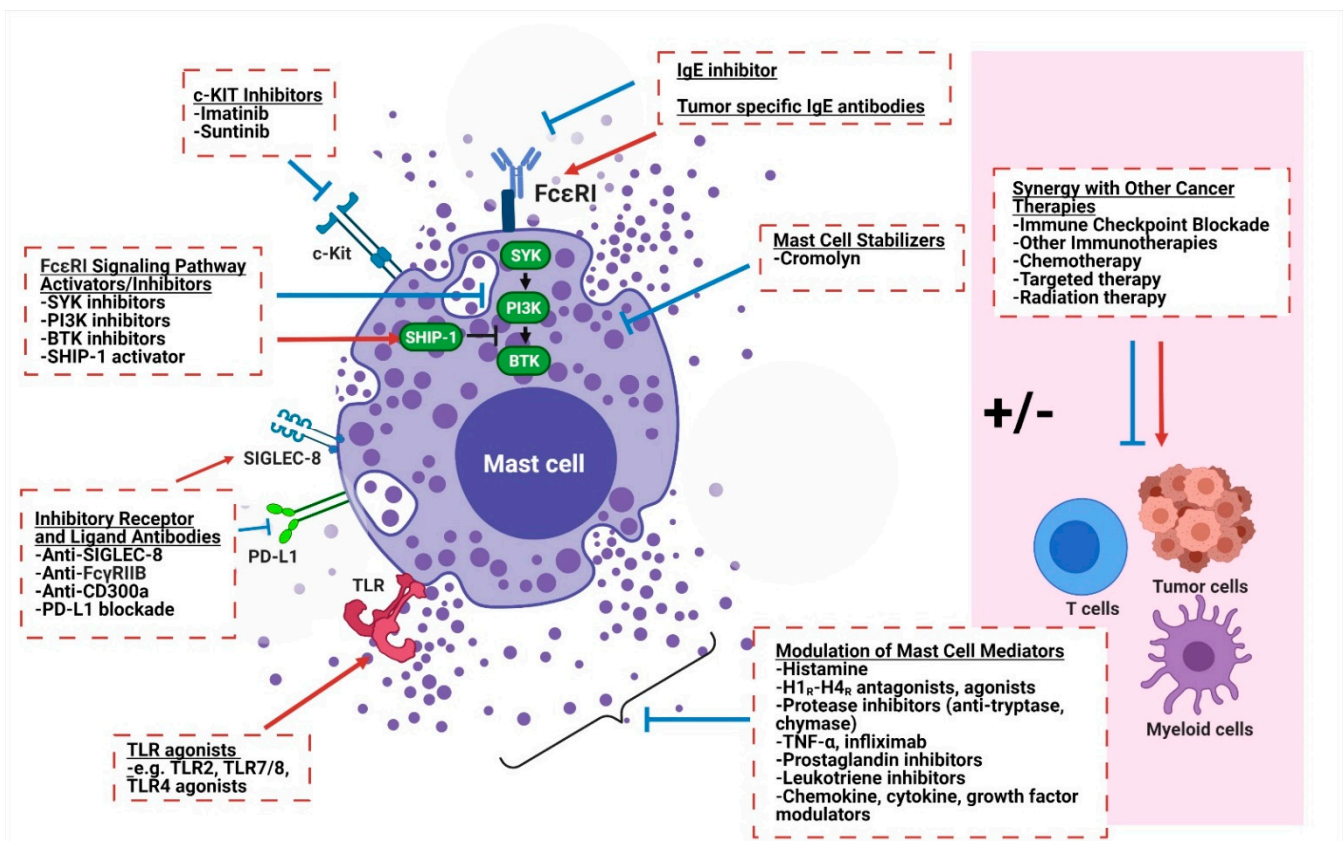 c-KIT Inhibitors
-Imatinib
-Suntinib
IgE inhibitor
Tumor specific IgE antibodies
FcεRI
c-Kit
FcεRI Signaling Pathway
Activators/Inhibitors
-SYK inhibitors
-PI3K inhibitors
-BTK inhibitors
-SHIP-1 activator
SYK
PI3K
SHIP-1
BTK
Mast Cell Stabilizers
-Cromolyn
Synergy with Other Cancer
Therapies
-Immune Checkpoint Blockade
-Other Immunotherapies
-Chemotherapy
-Targeted therapy
-Radiation therapy
+/-
Mast cell
SIGLEC-8
PD-L1
Inhibitory Receptor
and Ligand Antibodies
-Anti-SIGLEC-8
-Anti-FcγRIIB
-Anti-CD300a
-PD-L1 blockade
TLR
T cells
Tumor cells
Myeloid cells
TLR agonists
-e.g. TLR2, TLR7/8,
TLR4 agonists
Modulation of Mast Cell Mediators
-Histamine
-H1R-H4R antagonists, agonists
-Protease inhibitors (anti-tryptase,
chymase)
-TNF-α, infliximab
-Prostaglandin inhibitors
-Leukotriene inhibitors
-Chemokine, cytokine, growth factor
modulators